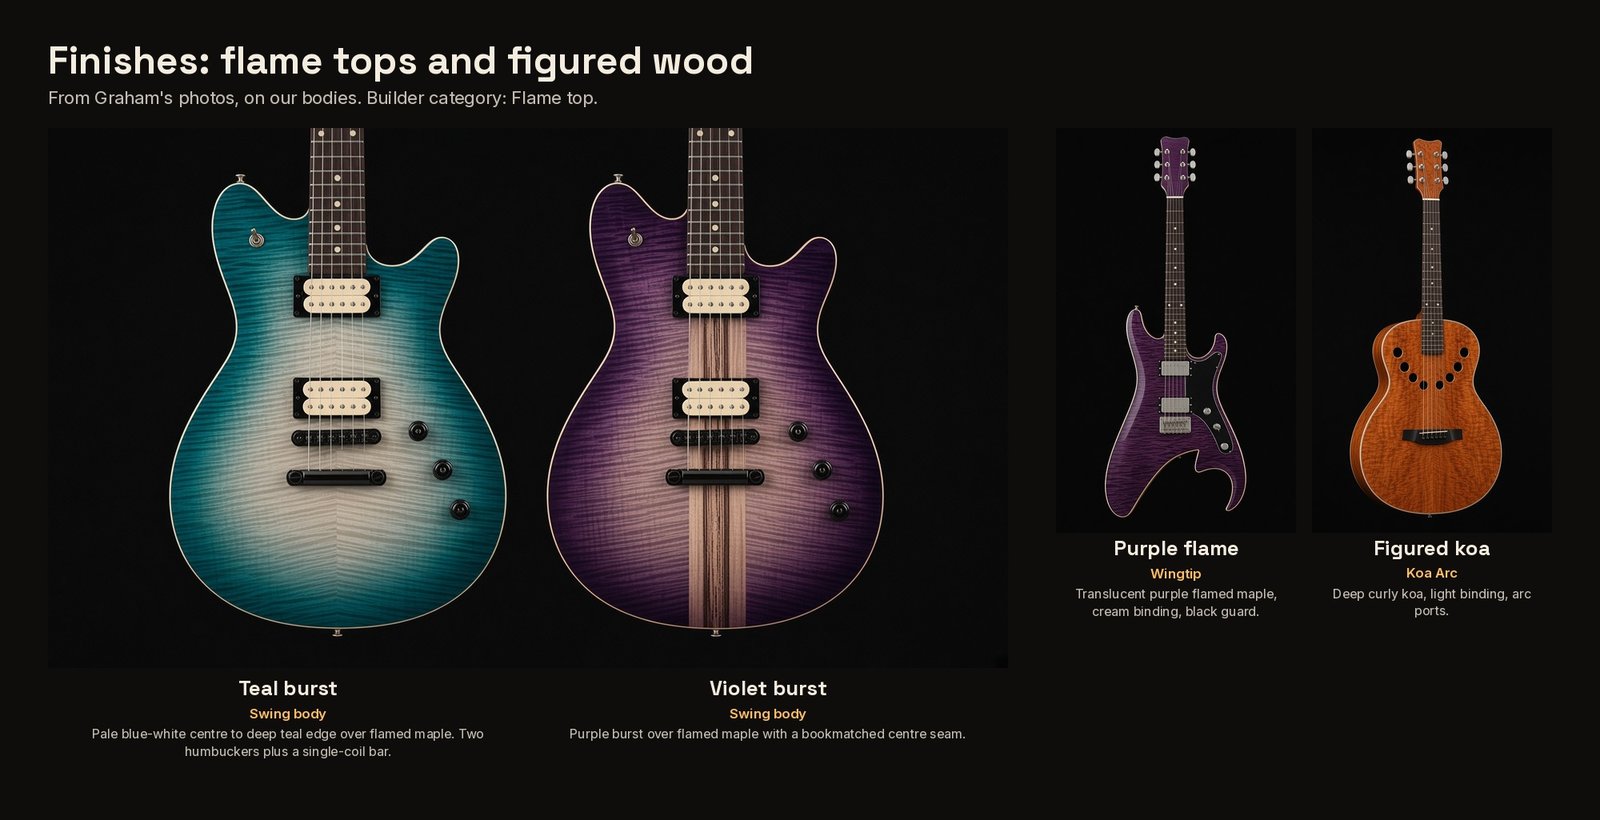 Finishes: flame tops and figured wood
From Graham's photos, on our bodies. Builder category: Flame top.
Teal burst
Swing body
Pale blue-white centre to deep teal edge over flamed maple. Two
humbuckers plus a single-coil bar.
Violet burst
Swing body
Purple burst over flamed maple with a bookmatched centre seam.
Purple flame
Wingtip
Translucent purple flamed maple,
cream binding, black guard.
Figured koa
Koa Arc
Deep curly koa, light binding, arc
ports.